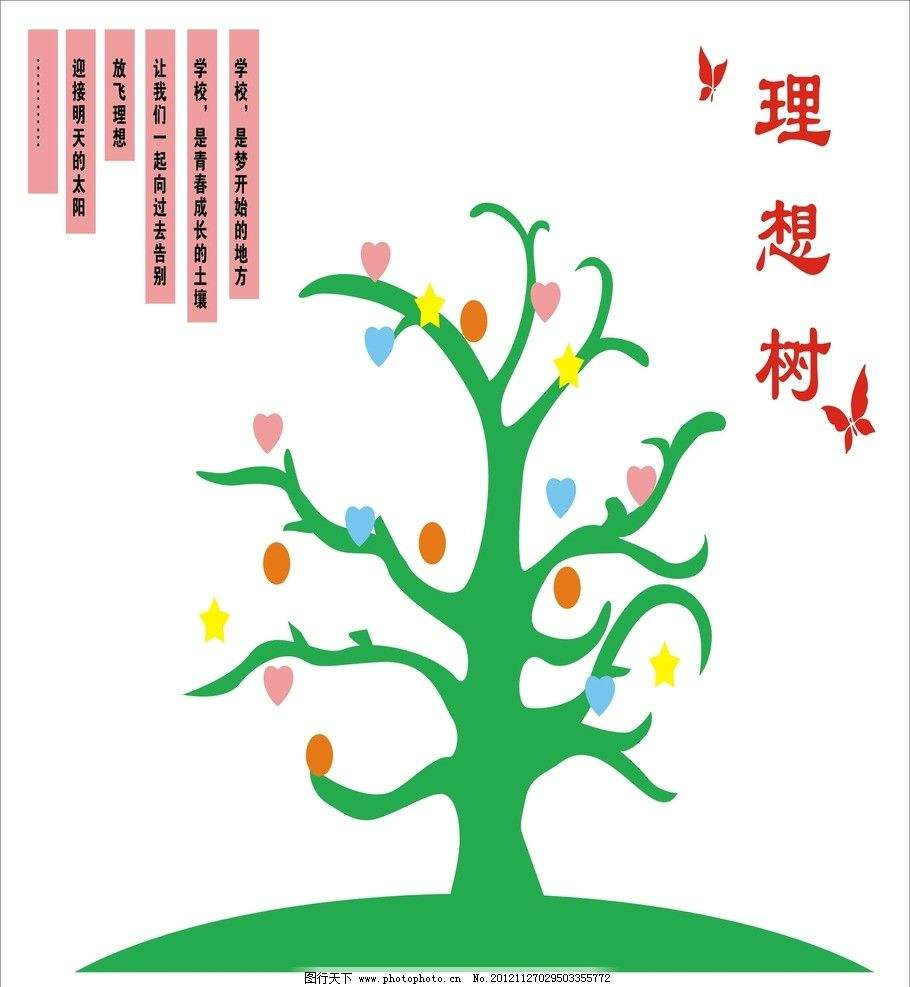 理想树
学校，是梦开始的地方
学校，是青春成长的土壤
让我们一起向过去告别
放飞理想
迎接明天的太阳
…………
图行天下 www.photophoto.cn No.20121127029503355772